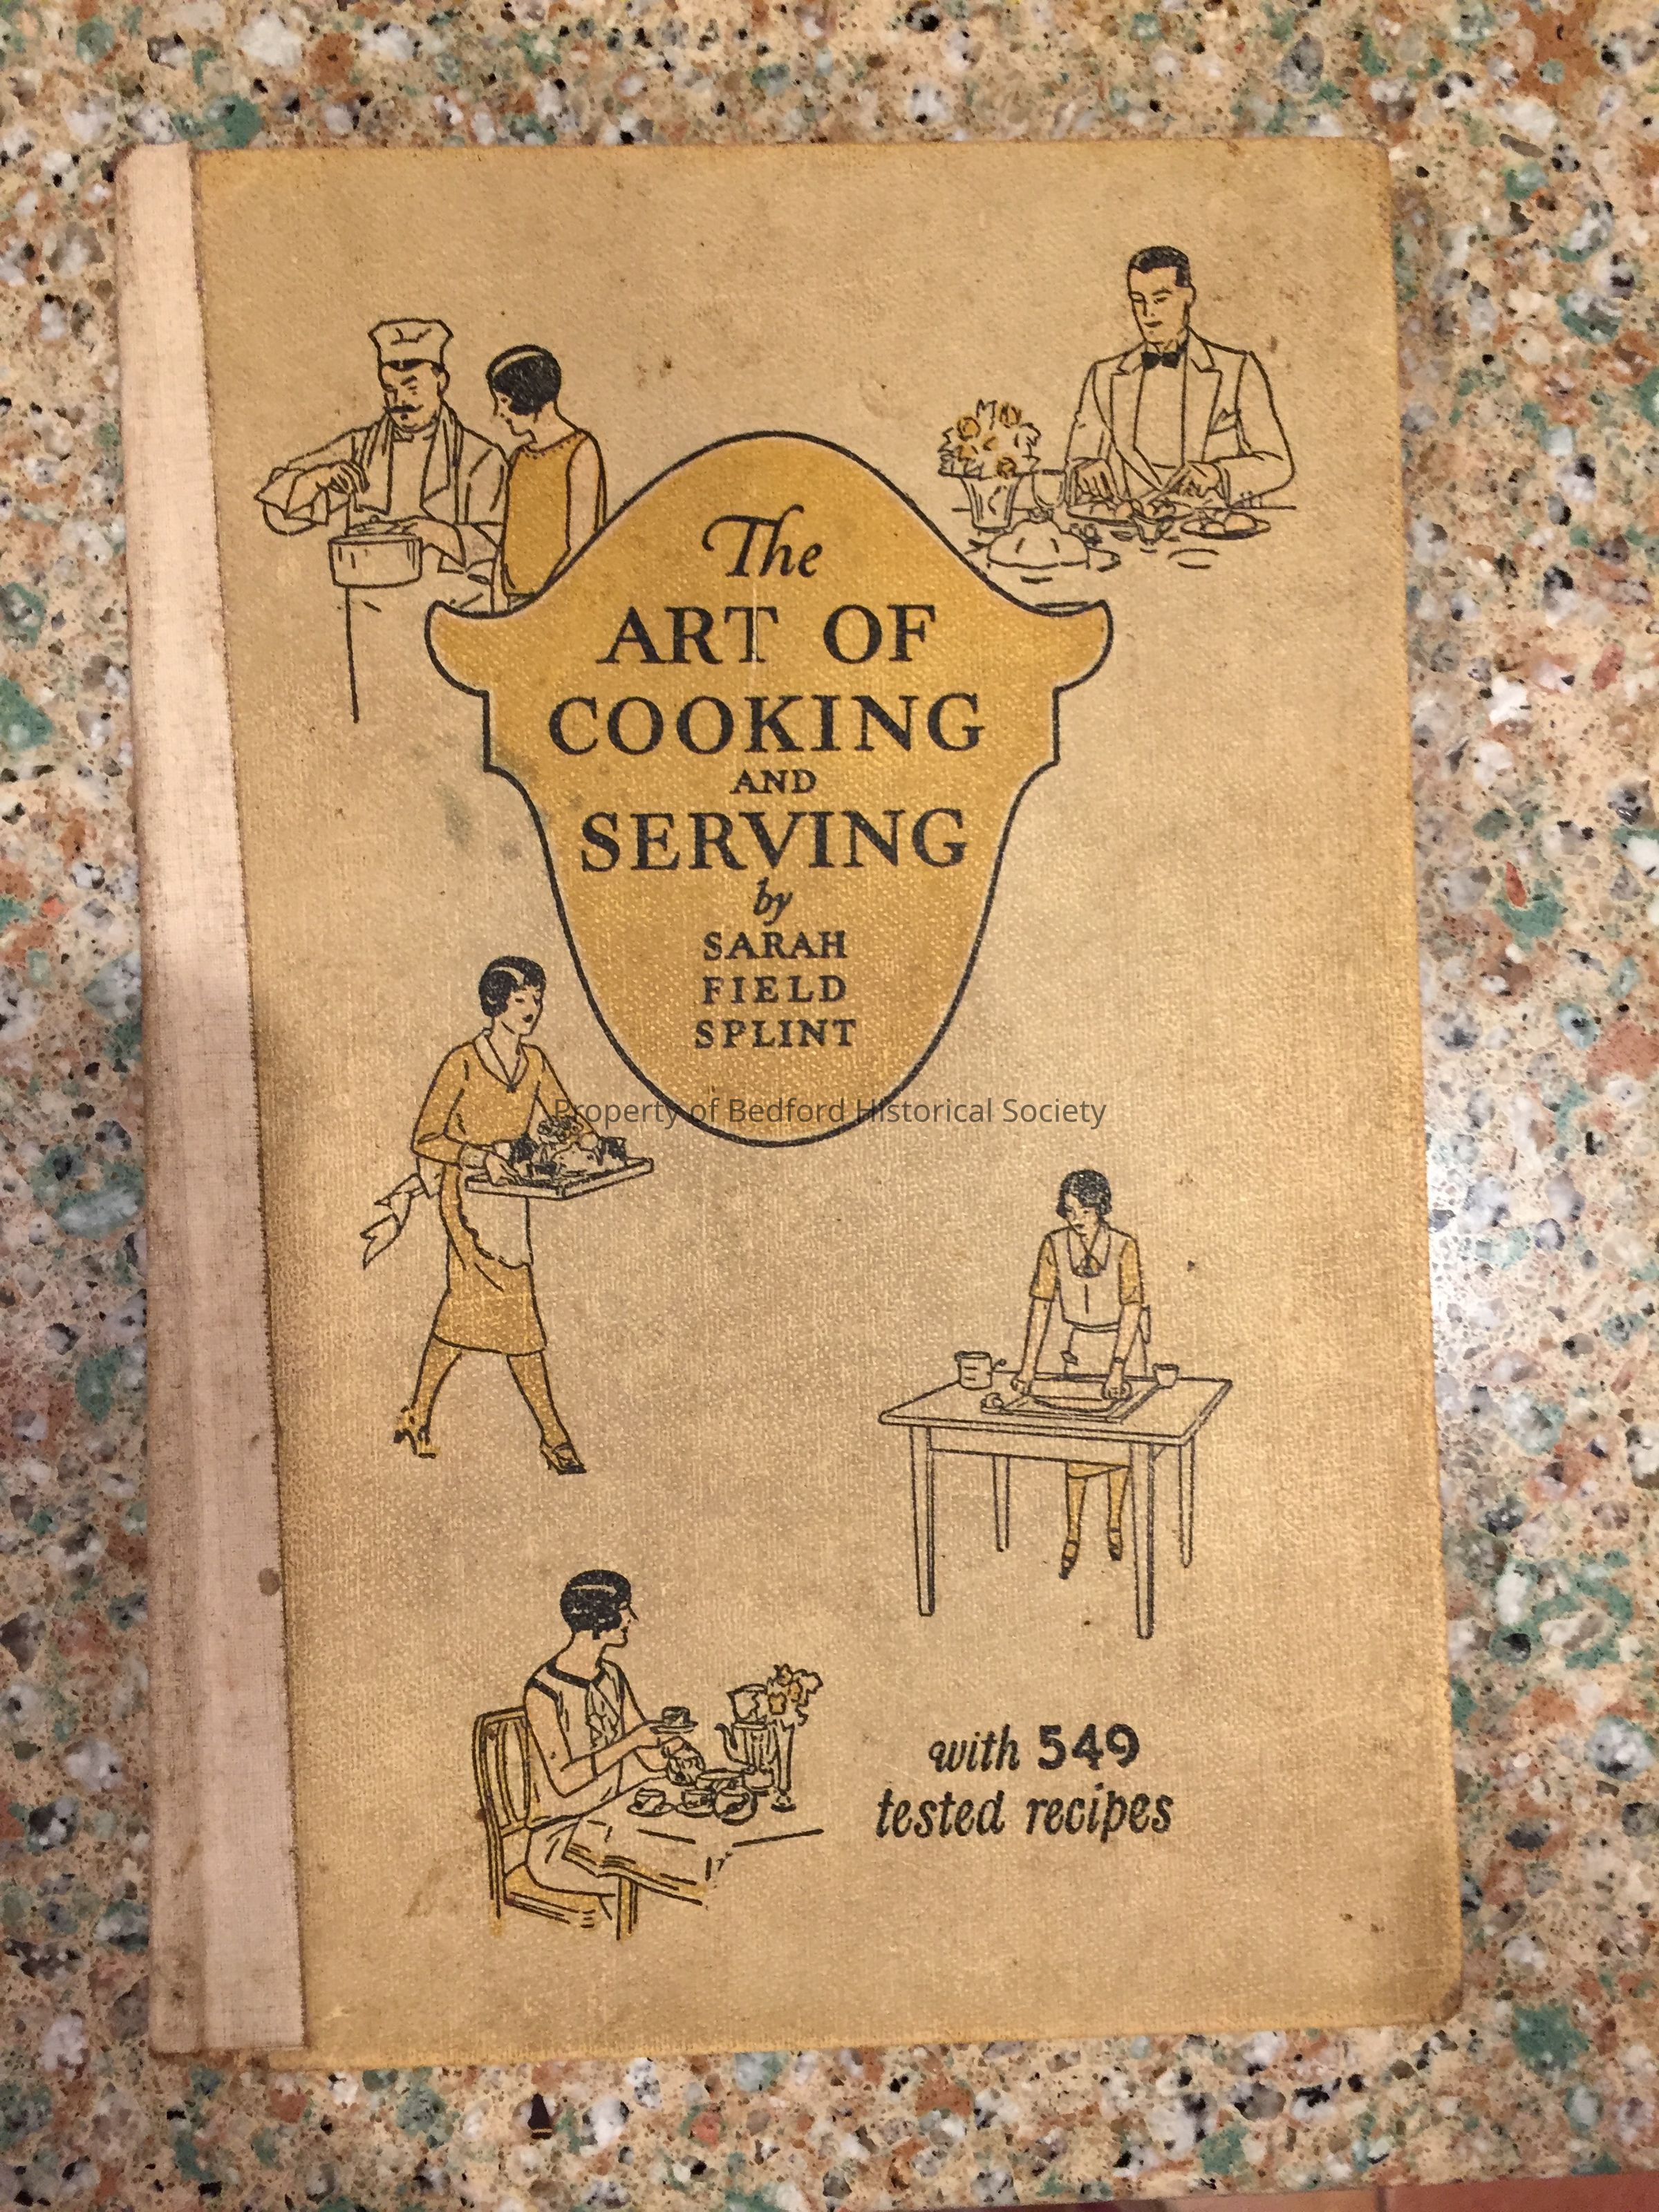 The
ART OF
COOKING
AND
SERVING
by
SARAH
FIELD
SPLINT
Property of Bedford Historical Society
with 549
tested recipes